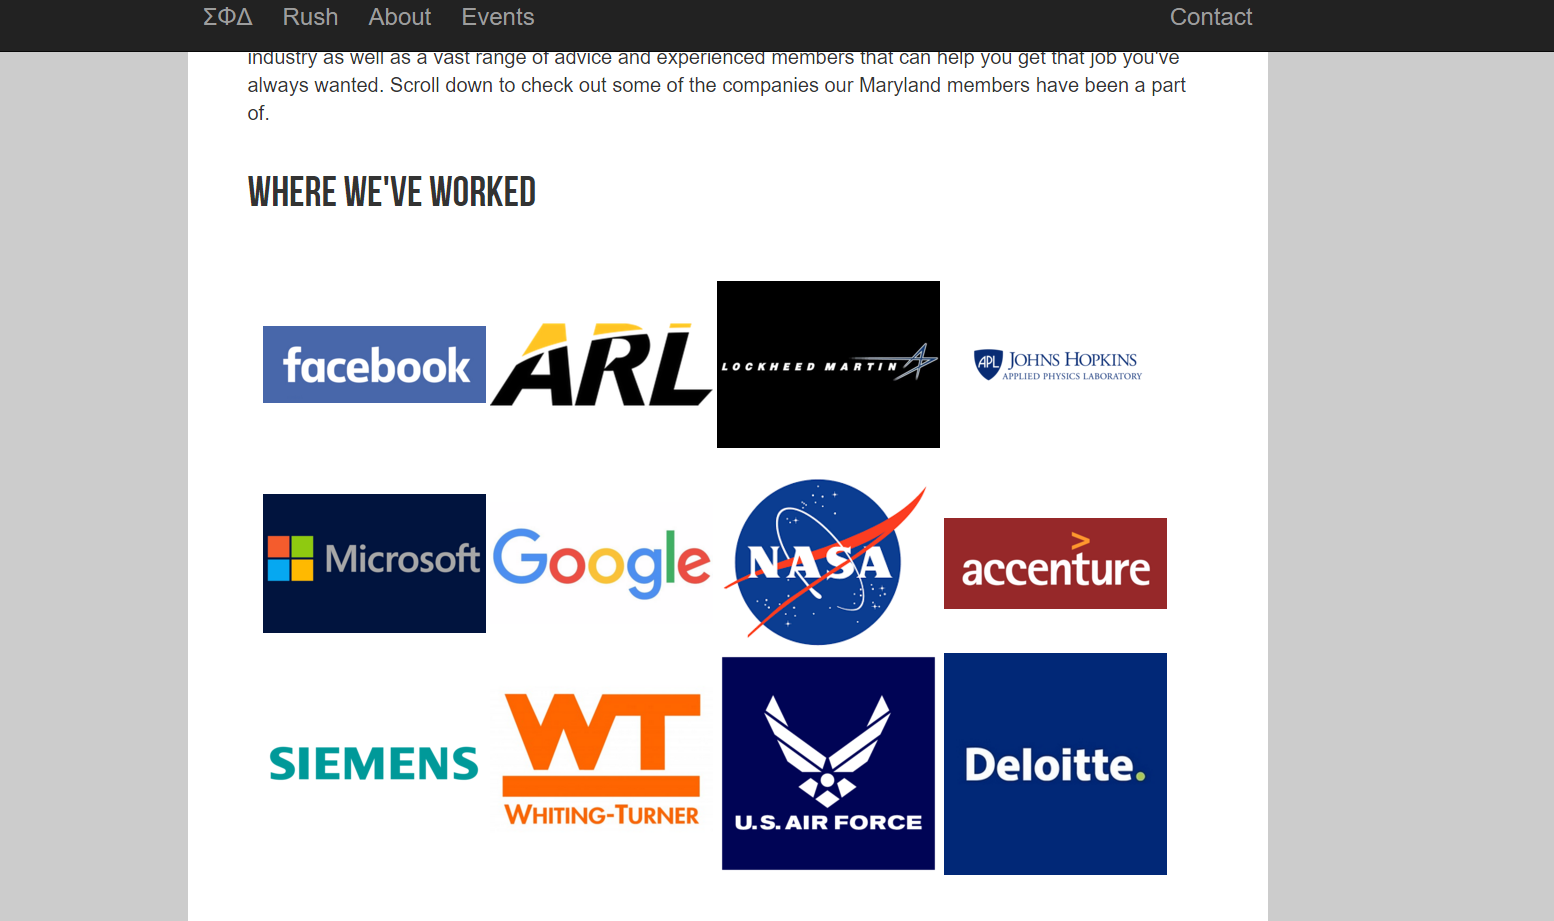 ΣΦΔ Rush About Events Contact
industry as well as a vast range of advice and experienced members that can help you get that job you've
always wanted. Scroll down to check out some of the companies our Maryland members have been a part
of.
WHERE WE'VE WORKED
facebook
ARL
LOCKHEED MARTIN
APL
JOHNS HOPKINS
APPLIED PHYSICS LABORATORY
Microsoft
Google
NASA
accenture
SIEMENS
WT
WHITING-TURNER
U.S. AIR FORCE
Deloitte.